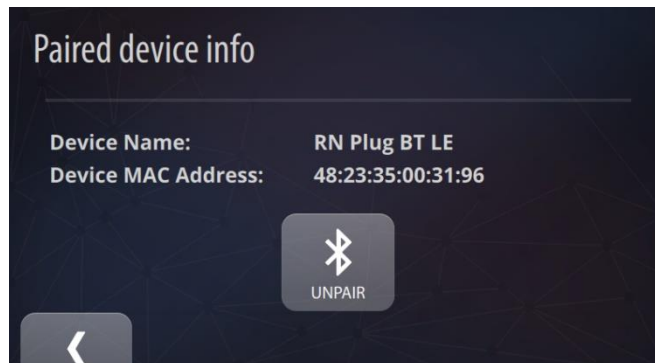 Paired device info
Device Name: RN Plug BT LE
Device MAC Address: 48:23:35:00:31:96
UNPAIR